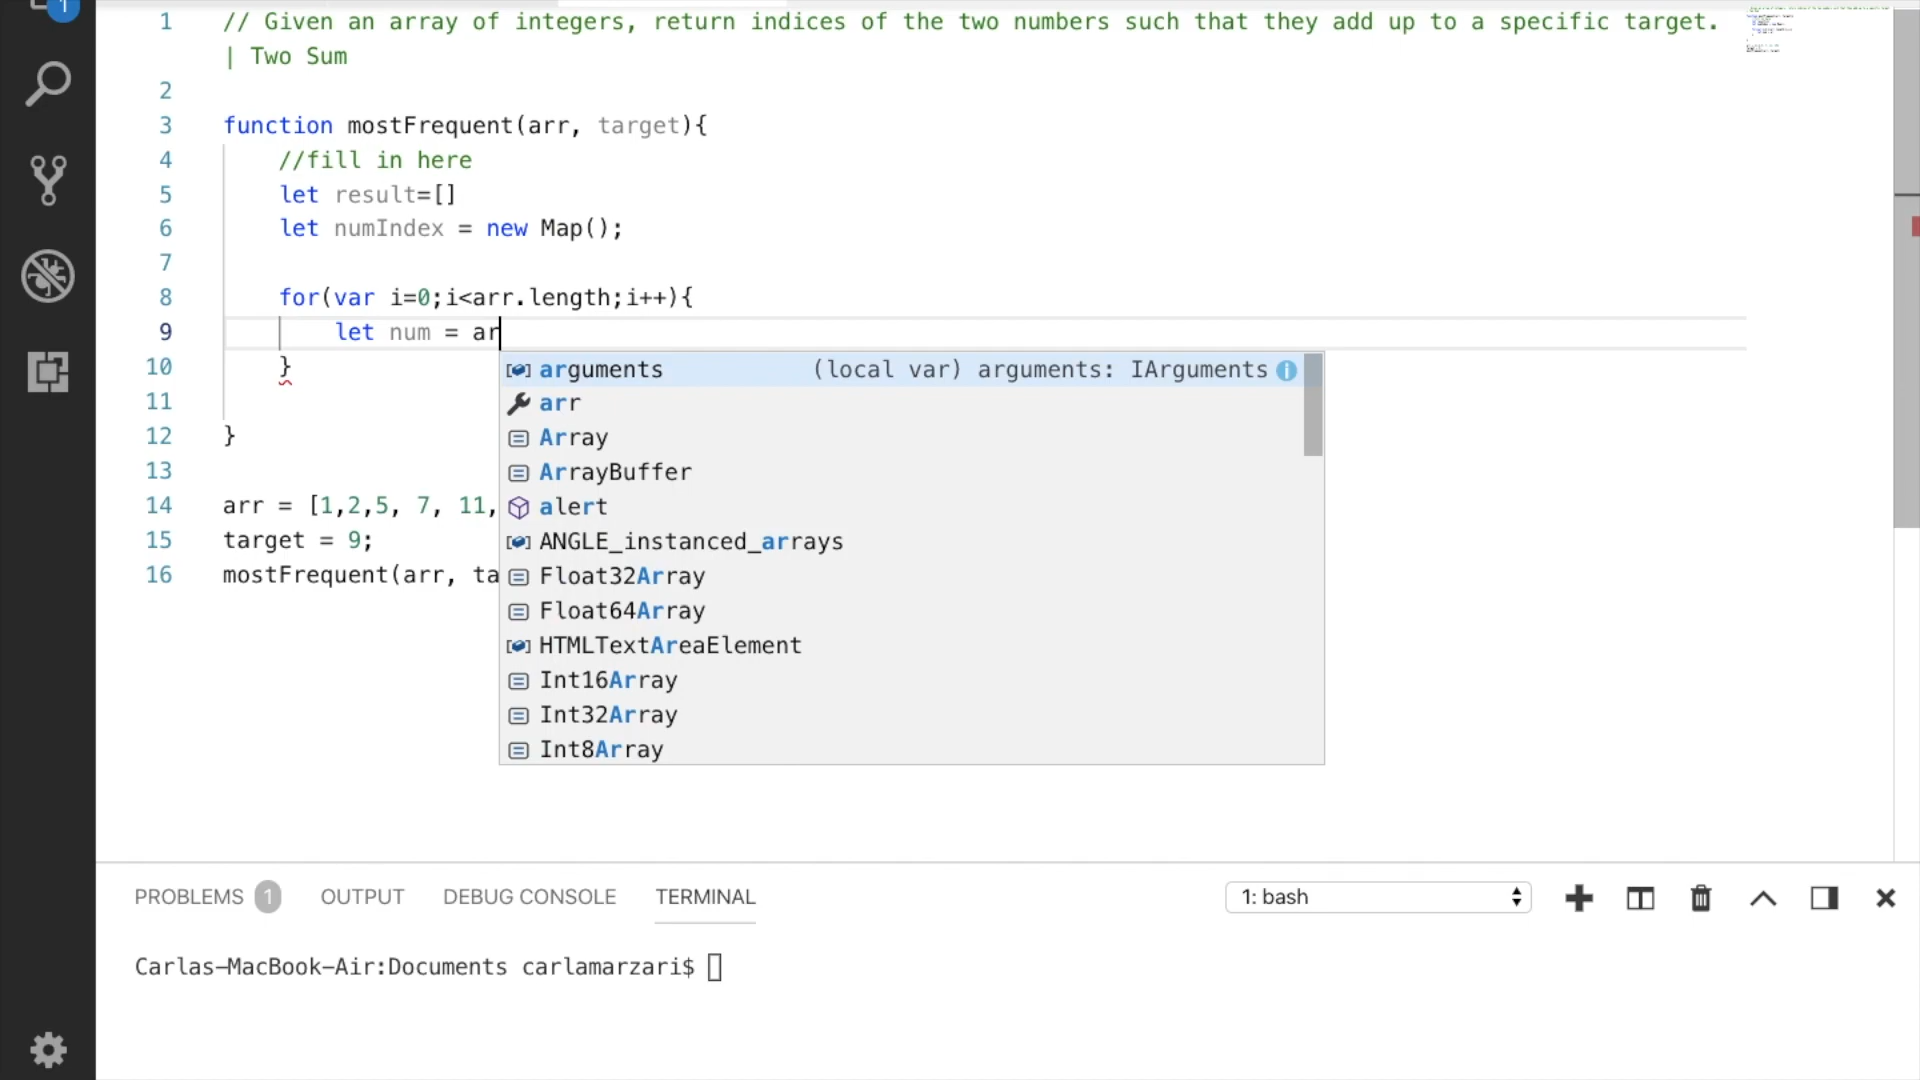 1
1 // Given an array of integers, return indices of the two numbers such that they add up to a specific target.
| Two Sum
2
3 function mostFrequent(arr, target){
4 //fill in here
5 let result=[]
6 let numIndex = new Map();
7
8 for(var i=0;i<arr.length;i++){
9 let num = ar
10 }
11
12 }
13
14 arr = [1,2,5, 7, 11,
15 target = 9;
16 mostFrequent(arr, ta
arguments (local var) arguments: IArguments
arr
Array
ArrayBuffer
alert
ANGLE_instanced_arrays
Float32Array
Float64Array
HTMLTextAreaElement
Int16Array
Int32Array
Int8Array
PROBLEMS 1 OUTPUT DEBUG CONSOLE TERMINAL 1: bash
Carlas-MacBook-Air:Documents carlamarzari$